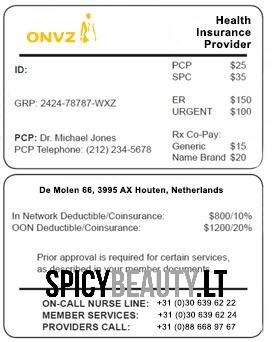 ONVZ
Health
Insurance
Provider
ID:
PCP $25
SPC $35
GRP: 2424-78787-WXZ
ER $150
URGENT $100
PCP: Dr. Michael Jones
PCP Telephone: (212) 234-5678
Rx Co-Pay:
Generic $15
Name Brand $20
De Molen 66, 3995 AX Houten, Netherlands
In Network Deductible/Coinsurance: $800/10%
OON Deductible/Coinsurance: $1200/20%
Prior approval is required for certain services,
as described in your member documents
SPICYBEAUTY.LT
ON-CALL NURSE LINE: +31 (0)30 639 62 22
MEMBER SERVICES: +31 (0)30 639 62 24
PROVIDERS CALL: +31 (0)88 668 97 67